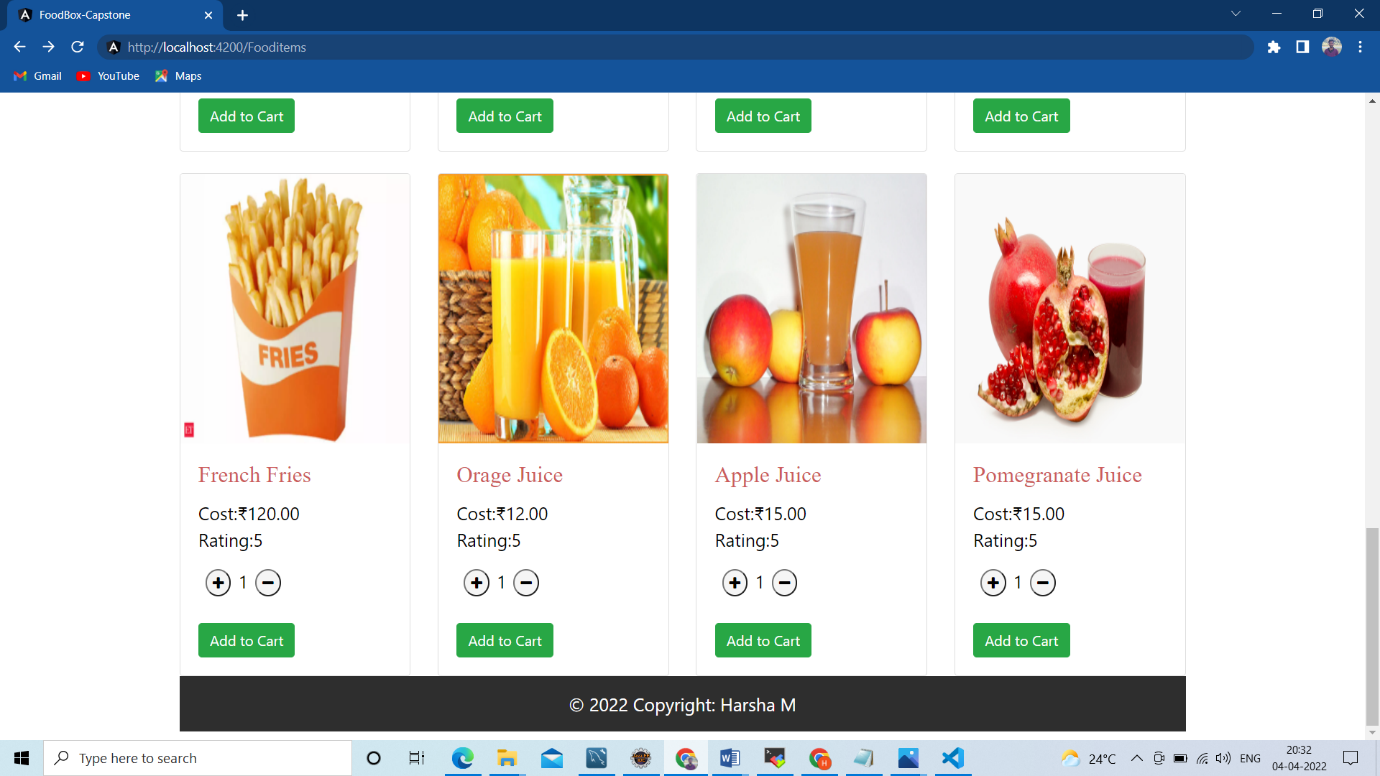 FoodBox-Capstone
http://localhost:4200/Fooditems
Gmail YouTube Maps
Add to Cart Add to Cart Add to Cart Add to Cart
FRIES
ET
French Fries Orage Juice Apple Juice Pomegranate Juice
Cost:₹120.00 Cost:₹12.00 Cost:₹15.00 Cost:₹15.00
Rating:5 Rating:5 Rating:5 Rating:5
+ 1 − + 1 − + 1 − + 1 −
Add to Cart Add to Cart Add to Cart Add to Cart
© 2022 Copyright: Harsha M
Type here to search
24°C ENG
20:32
04-04-2022